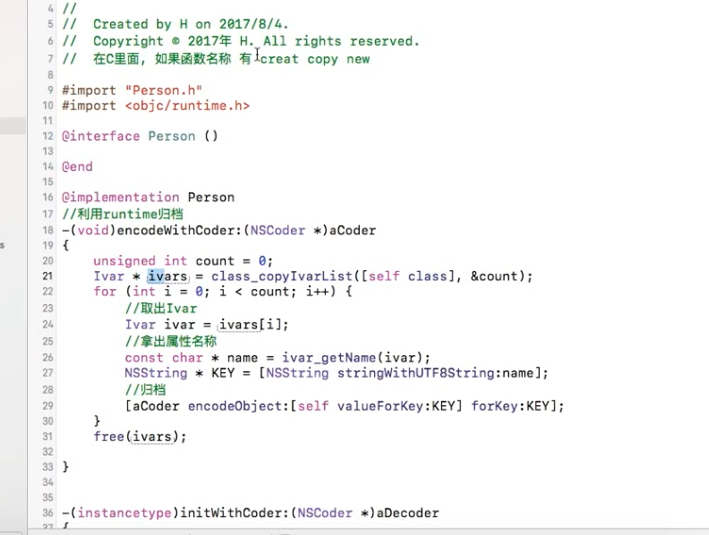 s
4 //
5 //  Created by H on 2017/8/4.
6 //  Copyright © 2017年 H. All rights reserved.
7 //  在C里面, 如果函数名称 有 creat copy new
8
9 #import "Person.h"
10 #import <objc/runtime.h>
11
12 @interface Person ()
13
14 @end
15
16 @implementation Person
17 //利用runtime归档
18 -(void)encodeWithCoder:(NSCoder *)aCoder
19 {
20     unsigned int count = 0;
21     Ivar * ivars = class_copyIvarList([self class], &count);
22     for (int i = 0; i < count; i++) {
23         //取出Ivar
24         Ivar ivar = ivars[i];
25         //拿出属性名称
26         const char * name = ivar_getName(ivar);
27         NSString * KEY = [NSString stringWithUTF8String:name];
28         //归档
29         [aCoder encodeObject:[self valueForKey:KEY] forKey:KEY];
30     }
31     free(ivars);
32
33 }
34
35
36 -(instancetype)initWithCoder:(NSCoder *)aDecoder
37 {